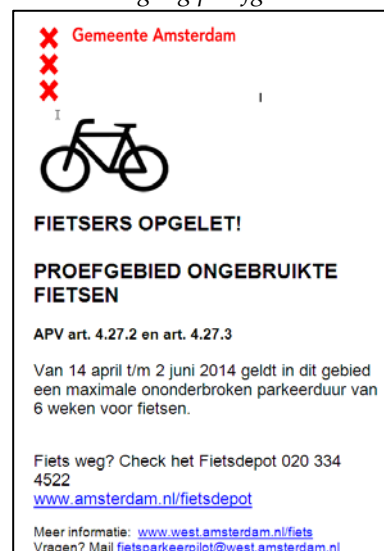 Gemeente Amsterdam
FIETSERS OPGELET!
PROEFGEBIED ONGEBRUIKTE
FIETSEN
APV art. 4.27.2 en art. 4.27.3
Van 14 april t/m 2 juni 2014 geldt in dit gebied
een maximale ononderbroken parkeerduur van
6 weken voor fietsen.
Fiets weg? Check het Fietsdepot 020 334
4522
www.amsterdam.nl/fietsdepot
Meer informatie: www.west.amsterdam.nl/fiets
Vragen? Mail fietsparkeerpilot@west.amsterdam.nl